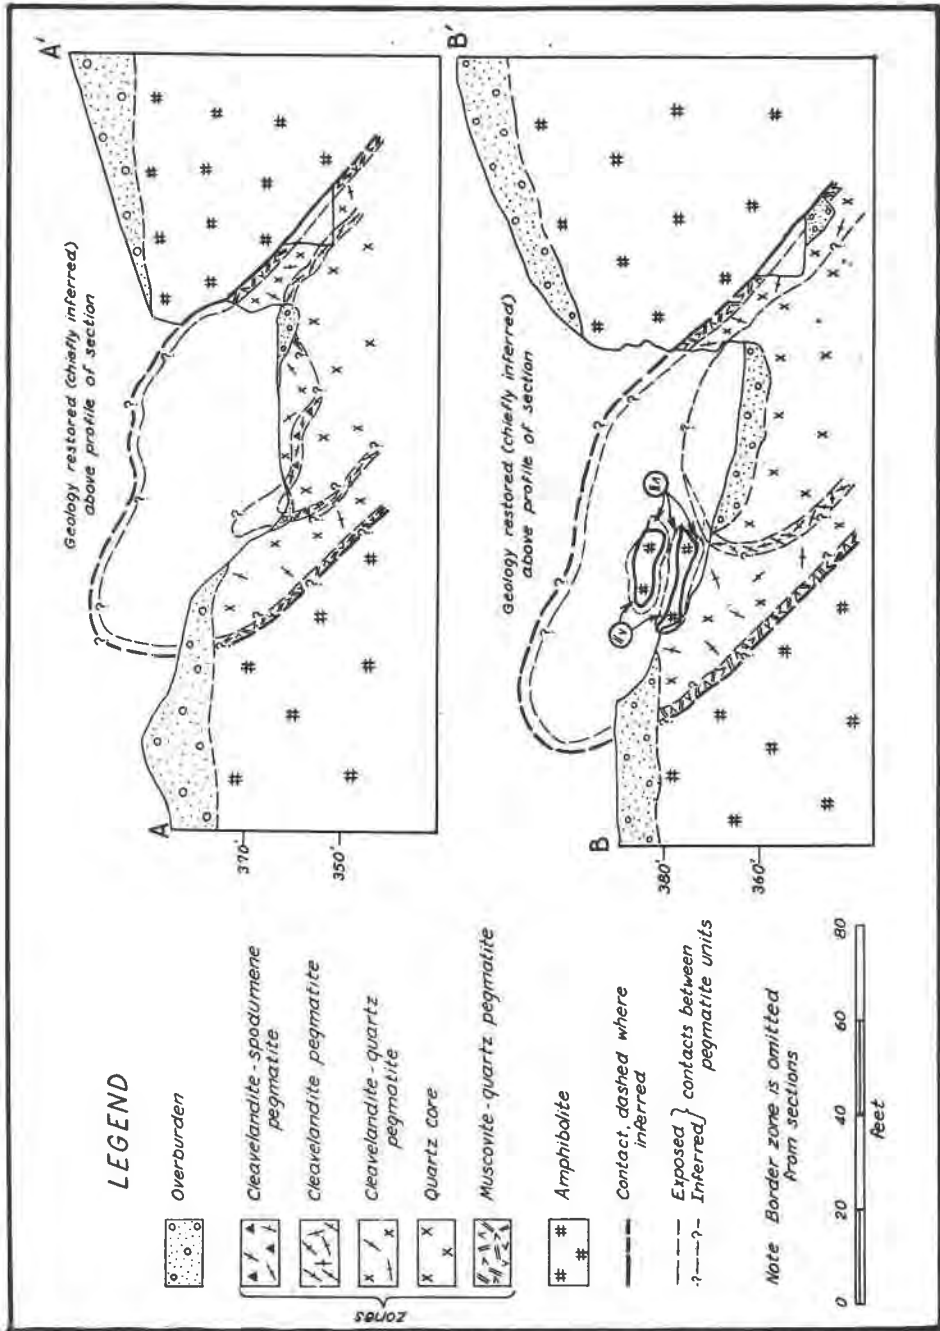 LEGEND
Overburden
Cleavelandite-spodumene
pegmatite
Cleavelandite pegmatite
Cleavelandite-quartz
pegmatite
Quartz core
Muscovite-quartz pegmatite
zones
Amphibolite
Contact, dashed where
inferred
Exposed } contacts between
Inferred } pegmatite units
Note Border zone is omitted
from sections
0 20 40 60 80
feet
A
A'
Geology restored (chiefly inferred)
above profile of section
370'
350'
B
B'
Geology restored (chiefly inferred)
above profile of section
380'
360'